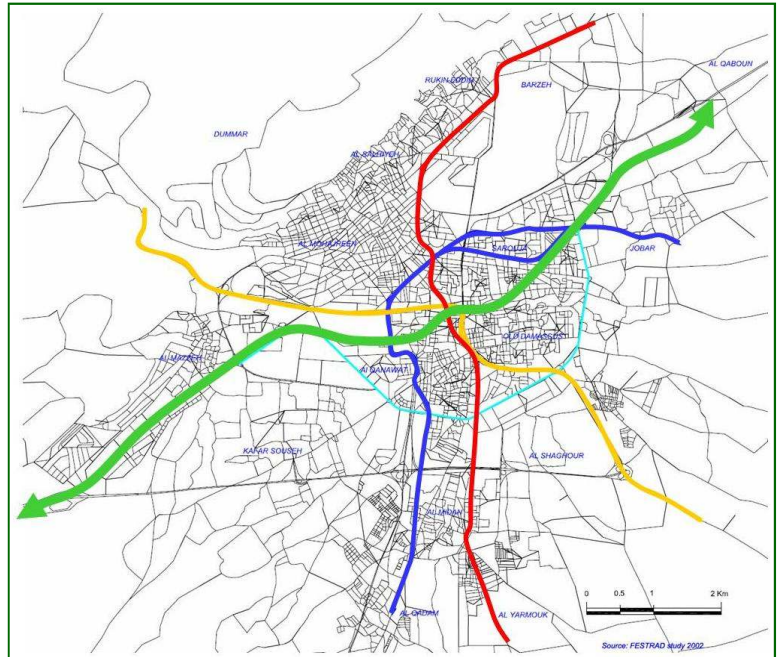 AL QABOUN
RUKIN EDDIN
BARZEH
DUMMAR
AL SALHIYEH
AL MOHAJREEN
SAROUJA
JOBAR
OLD DAMASCUS
AL MAZZEH
Al QANAWAT
KAFAR SOUSEH
AL SHAGHOUR
AL MIDAN
0 0.5 1 2 Km
AL QADAM
AL YARMOUK
Source: FESTRAD study 2002